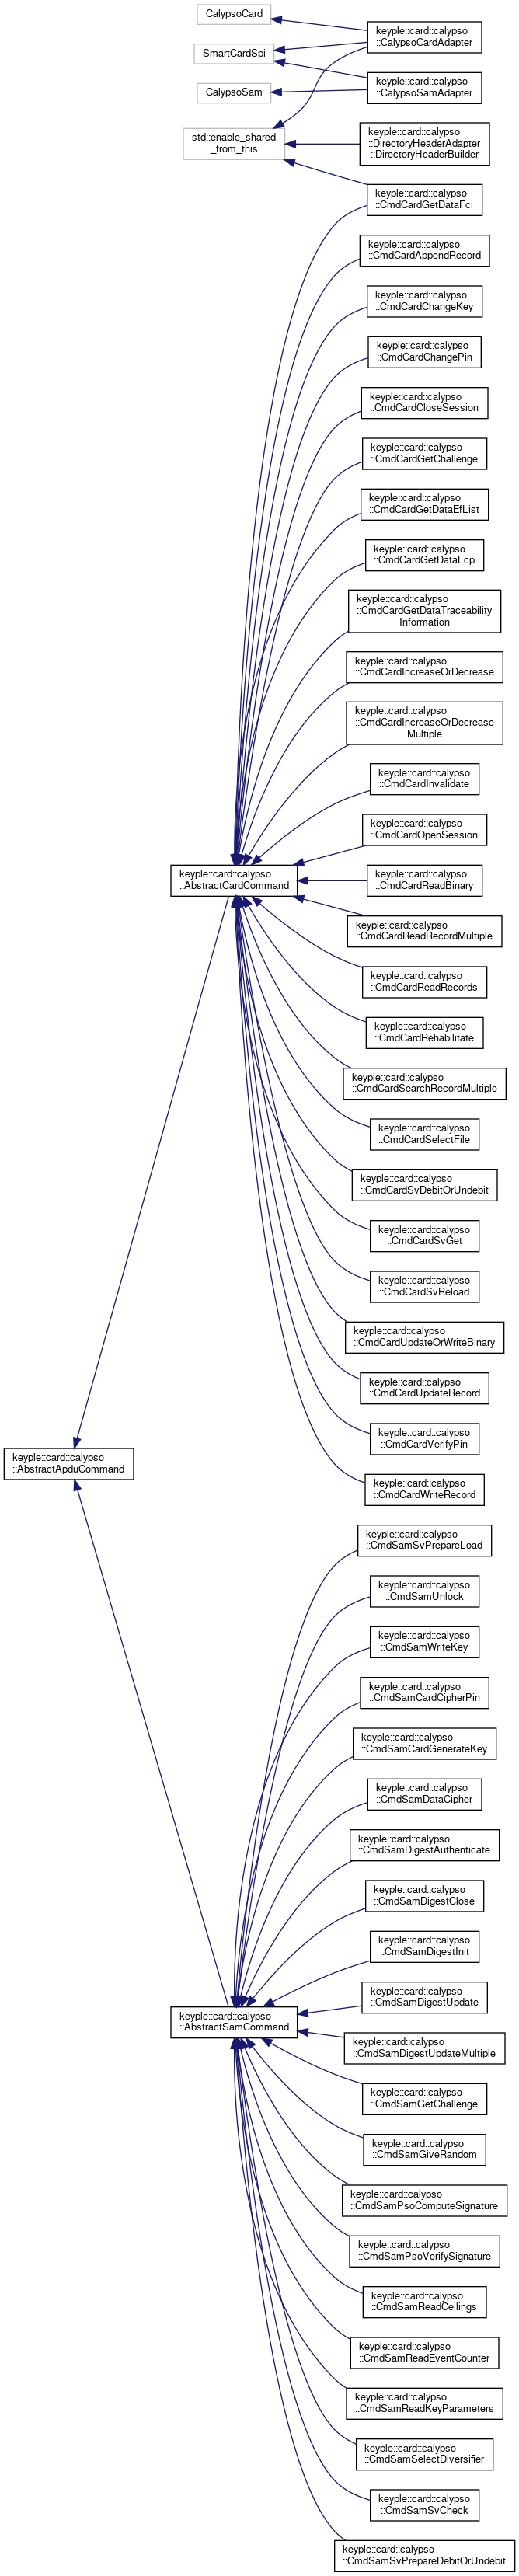 CalypsoCard
keyple::card::calypso
::CalypsoCardAdapter
SmartCardSpi
keyple::card::calypso
::CalypsoSamAdapter
CalypsoSam
std::enable_shared
_from_this
keyple::card::calypso
::DirectoryHeaderAdapter
::DirectoryHeaderBuilder
keyple::card::calypso
::CmdCardGetDataFci
keyple::card::calypso
::CmdCardAppendRecord
keyple::card::calypso
::CmdCardChangeKey
keyple::card::calypso
::CmdCardChangePin
keyple::card::calypso
::CmdCardCloseSession
keyple::card::calypso
::CmdCardGetChallenge
keyple::card::calypso
::CmdCardGetDataEfList
keyple::card::calypso
::CmdCardGetDataFcp
keyple::card::calypso
::CmdCardGetDataTraceability
Information
keyple::card::calypso
::CmdCardIncreaseOrDecrease
keyple::card::calypso
::CmdCardIncreaseOrDecrease
Multiple
keyple::card::calypso
::CmdCardInvalidate
keyple::card::calypso
::CmdCardOpenSession
keyple::card::calypso
::AbstractCardCommand
keyple::card::calypso
::CmdCardReadBinary
keyple::card::calypso
::CmdCardReadRecordMultiple
keyple::card::calypso
::CmdCardReadRecords
keyple::card::calypso
::CmdCardRehabilitate
keyple::card::calypso
::CmdCardSearchRecordMultiple
keyple::card::calypso
::CmdCardSelectFile
keyple::card::calypso
::CmdCardSvDebitOrUndebit
keyple::card::calypso
::CmdCardSvGet
keyple::card::calypso
::CmdCardSvReload
keyple::card::calypso
::CmdCardUpdateOrWriteBinary
keyple::card::calypso
::CmdCardUpdateRecord
keyple::card::calypso
::CmdCardVerifyPin
keyple::card::calypso
::AbstractApduCommand
keyple::card::calypso
::CmdCardWriteRecord
keyple::card::calypso
::CmdSamSvPrepareLoad
keyple::card::calypso
::CmdSamUnlock
keyple::card::calypso
::CmdSamWriteKey
keyple::card::calypso
::CmdSamCardCipherPin
keyple::card::calypso
::CmdSamCardGenerateKey
keyple::card::calypso
::CmdSamDataCipher
keyple::card::calypso
::CmdSamDigestAuthenticate
keyple::card::calypso
::CmdSamDigestClose
keyple::card::calypso
::CmdSamDigestInit
keyple::card::calypso
::CmdSamDigestUpdate
keyple::card::calypso
::AbstractSamCommand
keyple::card::calypso
::CmdSamDigestUpdateMultiple
keyple::card::calypso
::CmdSamGetChallenge
keyple::card::calypso
::CmdSamGiveRandom
keyple::card::calypso
::CmdSamPsoComputeSignature
keyple::card::calypso
::CmdSamPsoVerifySignature
keyple::card::calypso
::CmdSamReadCeilings
keyple::card::calypso
::CmdSamReadEventCounter
keyple::card::calypso
::CmdSamReadKeyParameters
keyple::card::calypso
::CmdSamSelectDiversifier
keyple::card::calypso
::CmdSamSvCheck
keyple::card::calypso
::CmdSamSvPrepareDebitOrUndebit